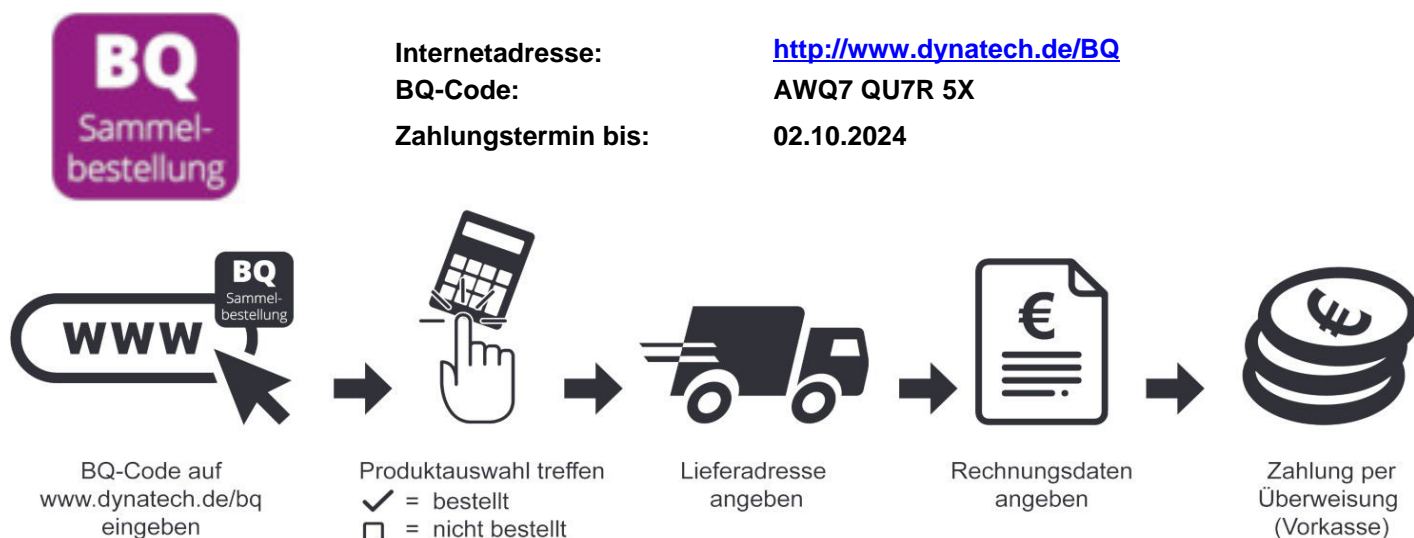 BQ
Sammel-
bestellung
Internetadresse: http://www.dynatech.de/BQ
BQ-Code: AWQ7 QU7R 5X
Zahlungstermin bis: 02.10.2024
BQ
Sammel-
bestellung
WWW
€
€
BQ-Code auf
www.dynatech.de/bq
eingeben
Produktauswahl treffen
✓ = bestellt
☐ = nicht bestellt
Lieferadresse
angeben
Rechnungsdaten
angeben
Zahlung per
Überweisung
(Vorkasse)